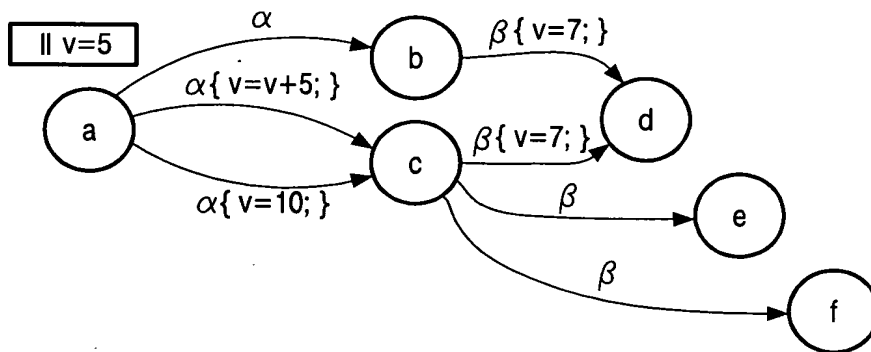 α
|| v=5
b
β{ v=7; }
α{ v=v+5; }
a
d
β{ v=7; }
c
α{ v=10; }
β
e
β
f